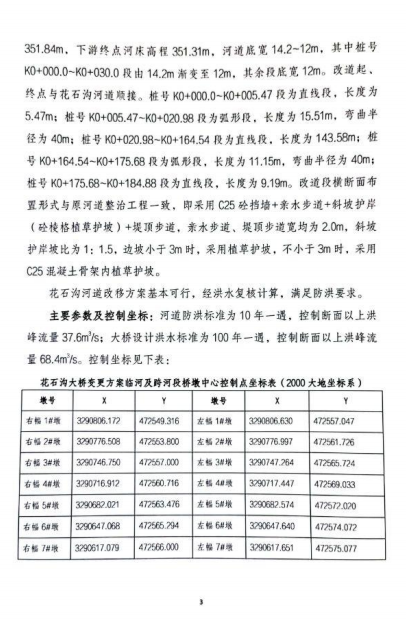 351.84m，下游终点河床高程 351.31m，河道底宽 14.2~12m，其中桩号
K0+000.0~K0+030.0 段由 14.2m 渐变至 12m，其余段底宽 12m。改道起、
终点与花石沟河道顺接。桩号 K0+000.0~K0+005.47 段为直线段，长度为
5.47m；桩号 K0+005.47~K0+020.98 段为弧形段，长度为 15.51m，弯曲半
径为 40m；桩号 K0+020.98~K0+164.54 段为直线段，长度为 143.58m；桩
号 K0+164.54~K0+175.68 段为弧形段，长度为 11.15m，弯曲半径为 40m；
桩号 K0+175.68~K0+184.88 段为直线段，长度为 9.19m。改道段横断面布
置形式与原河道整治工程一致，即采用 C25 砼挡墙+亲水步道+斜坡护岸
（砼棱格植草护坡）+堤顶步道，亲水步道、堤顶步道宽均为 2.0m，斜坡
护岸坡比为 1：1.5，边坡小于 3m 时，采用植草护坡，不小于 3m 时，采用
C25 混凝土骨架内植草护坡。
花石沟河道改移方案基本可行，经洪水复核计算，满足防洪要求。
主要参数及控制坐标：河道防洪标准为 10 年一遇，控制断面以上洪
峰流量 37.6m³/s；大桥设计洪水标准为 100 年一遇，控制断面以上洪峰流
量 68.4m³/s。控制坐标见下表：
花石沟大桥变更方案临河及跨河段桥墩中心控制点坐标表（2000 大地坐标系）
墩号 X Y 墩号 X Y
右幅 1#墩 3290806.172 472549.316 左幅 1#墩 3290806.630 472557.047
右幅 2#墩 3290776.508 472553.800 左幅 2#墩 3290776.997 472561.726
右幅 3#墩 3290746.750 472557.000 左幅 3#墩 3290747.264 472565.724
右幅 4#墩 3290716.912 472560.716 左幅 4#墩 3290717.447 472569.033
右幅 5#墩 3290682.021 472563.476 左幅 5#墩 3290682.574 472572.020
右幅 6#墩 3290647.068 472565.294 左幅 6#墩 3290647.640 472574.072
右幅 7#墩 3290617.079 472566.000 左幅 7#墩 3290617.651 472575.077
3